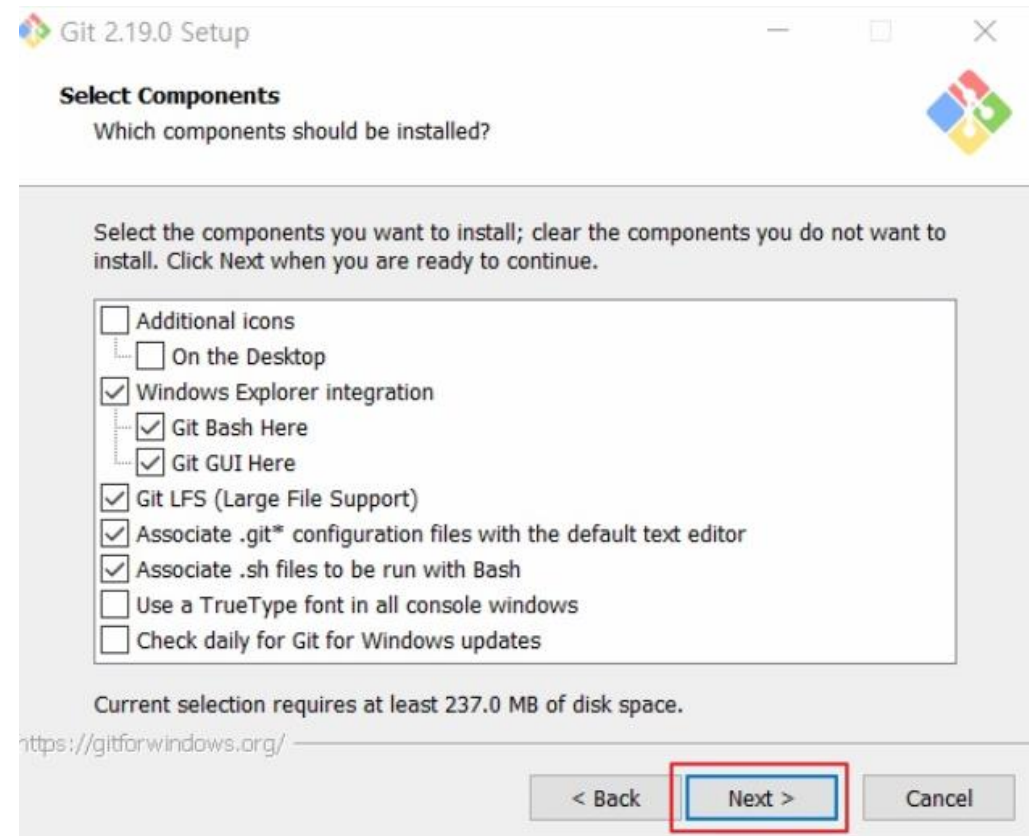 Git 2.19.0 Setup
Select Components
Which components should be installed?
Select the components you want to install; clear the components you do not want to
install. Click Next when you are ready to continue.
Additional icons
On the Desktop
Windows Explorer integration
Git Bash Here
Git GUI Here
Git LFS (Large File Support)
Associate .git* configuration files with the default text editor
Associate .sh files to be run with Bash
Use a TrueType font in all console windows
Check daily for Git for Windows updates
Current selection requires at least 237.0 MB of disk space.
https://gitforwindows.org/
< Back Next > Cancel